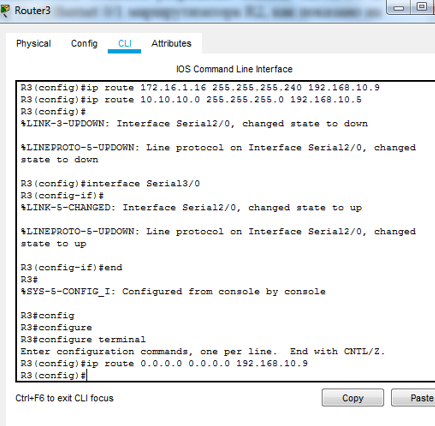 маршрутизатора R2, как показано
Router3
Physical Config CLI Attributes
IOS Command Line Interface
R3(config)#ip route 172.16.1.16 255.255.255.240 192.168.10.9
R3(config)#ip route 10.10.10.0 255.255.255.0 192.168.10.5
R3(config)#
%LINK-3-UPDOWN: Interface Serial2/0, changed state to down
%LINEPROTO-5-UPDOWN: Line protocol on Interface Serial2/0, changed
state to down
R3(config)#interface Serial3/0
R3(config-if)#
%LINK-5-CHANGED: Interface Serial2/0, changed state to up
%LINEPROTO-5-UPDOWN: Line protocol on Interface Serial2/0, changed
state to up
R3(config-if)#end
R3#
%SYS-5-CONFIG_I: Configured from console by console
R3#config
R3#configure
R3#configure terminal
Enter configuration commands, one per line. End with CNTL/Z.
R3(config)#ip route 0.0.0.0 0.0.0.0 192.168.10.9
R3(config)#
Ctrl+F6 to exit CLI focus
Copy Paste